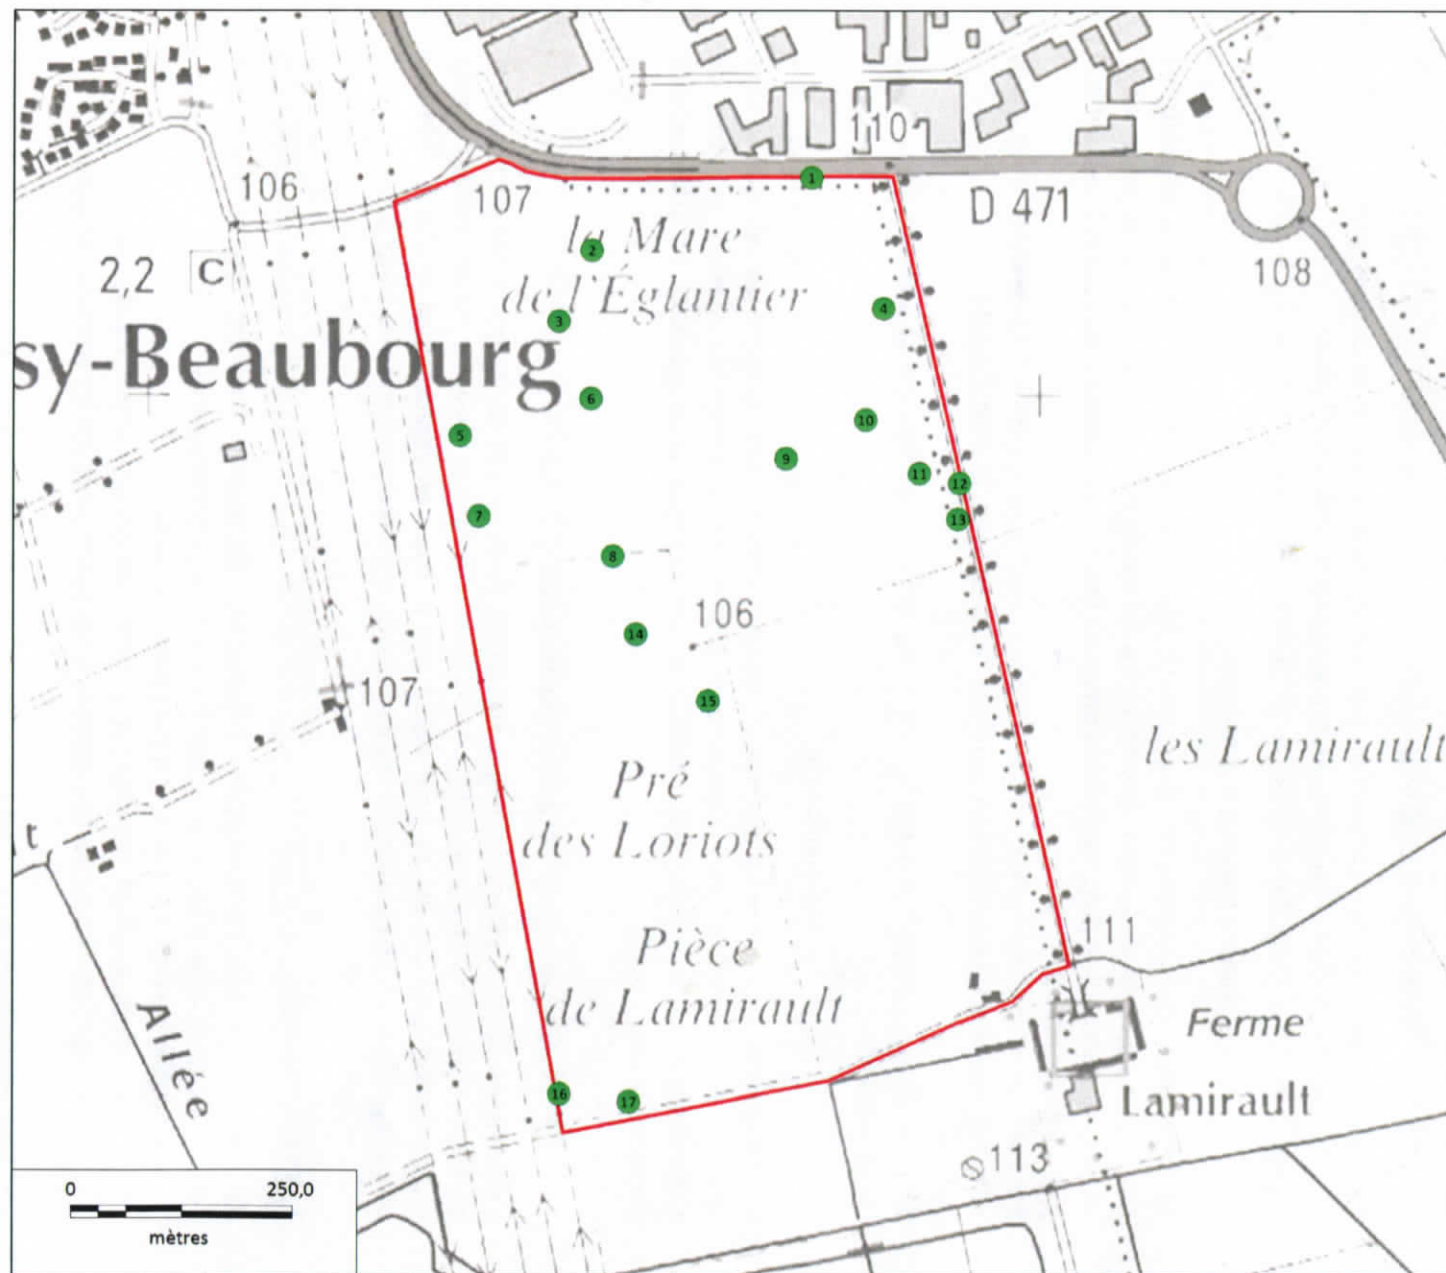 110
1
106
107
D 471
la Mare
2
de l'Églantier
2,2
C
108
3
4
sy-Beaubourg
6
5
10
9
11
12
7
13
8
106
14
107
15
les Lamirault
Pré
des Loriots
t
Pièce
111
de Lamirault
Allée
Ferme
16
17
Lamirault
113
0 250,0
mètres